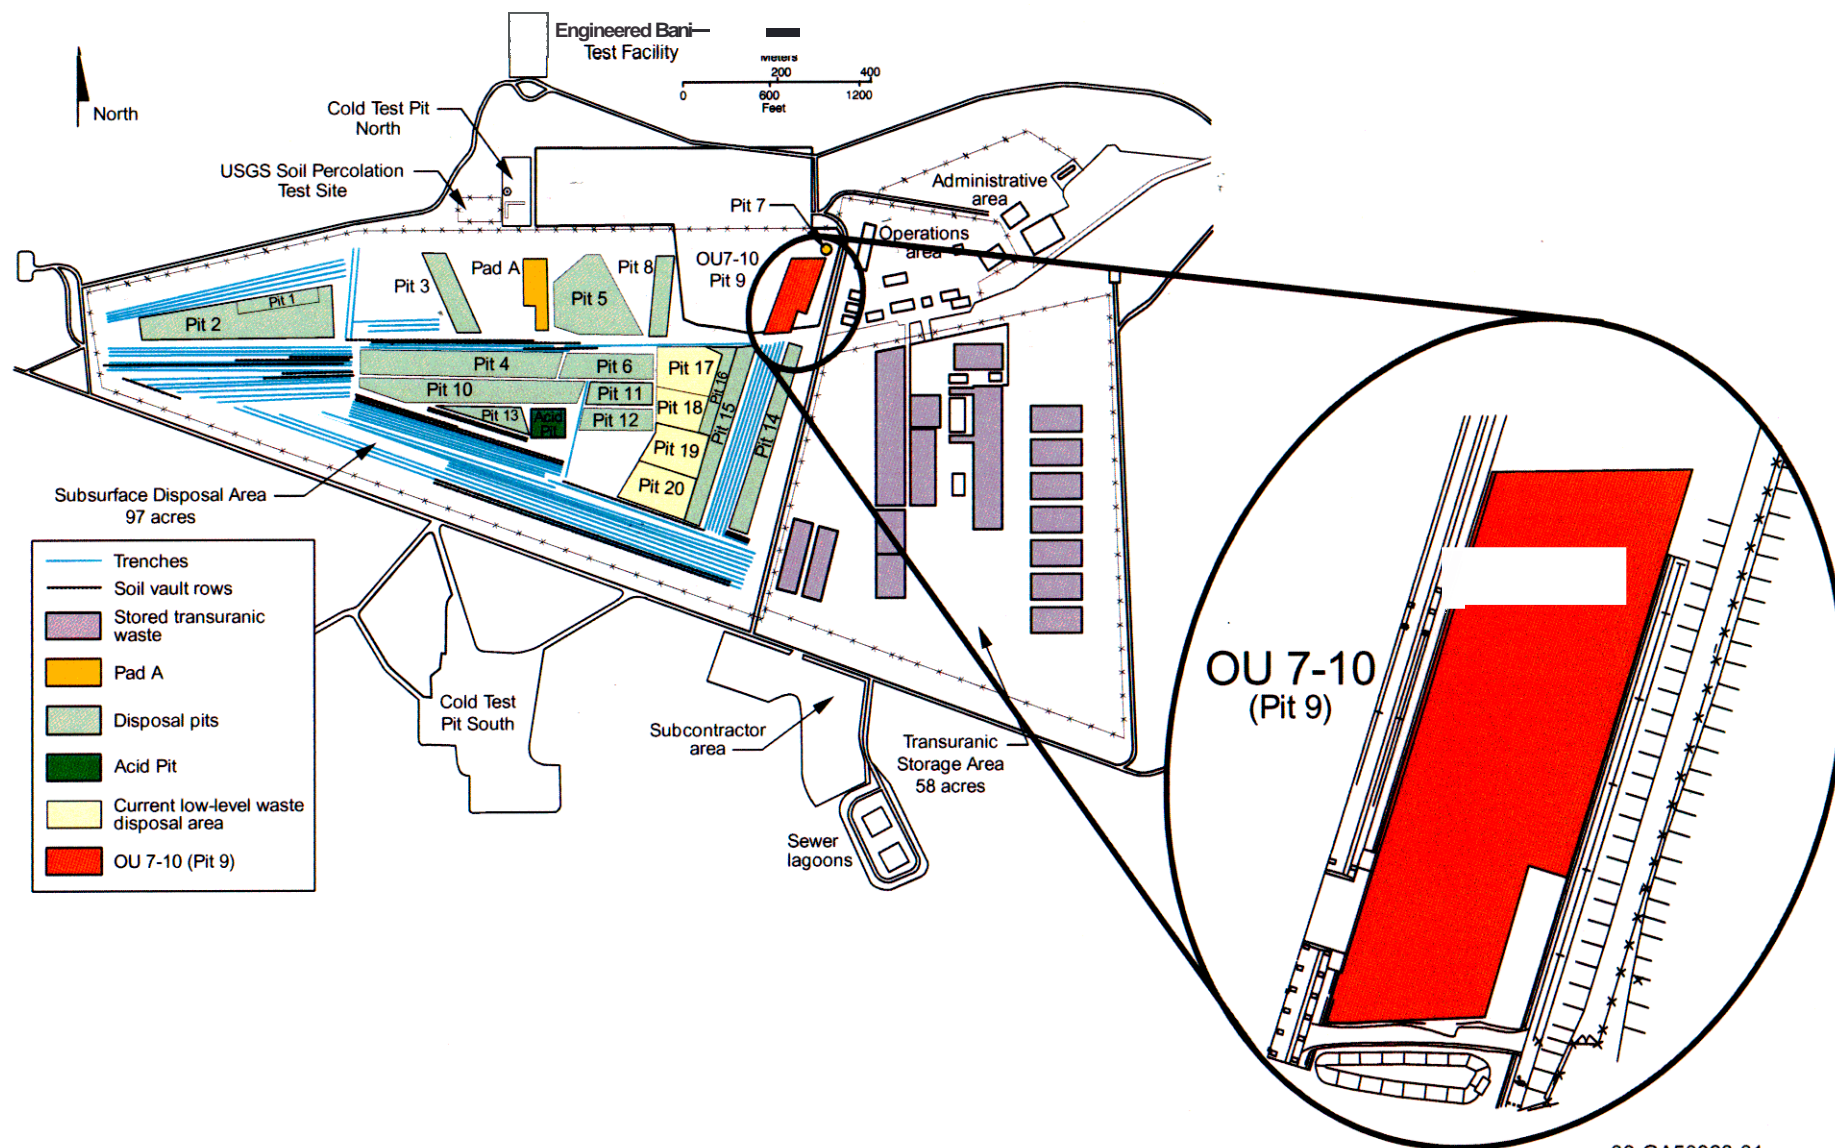 Engineered Bani
Test Facility
Meters
200
400
0
600
1200
Feet
North
Cold Test Pit
North
USGS Soil Percolation
Test Site
Administrative
area
Pit 7
Operations
area
OU7-10
Pit 9
Pit 8
Pad A
Pit 5
Pit 3
Pit 1
Pit 2
Pit 4
Pit 6
Pit 17
Pit 16
Pit 10
Pit 11
Pit 18
Pit 15
Pit 14
Pit 13
Acid
Pit
Pit 12
Pit 19
Pit 20
Subsurface Disposal Area
97 acres
Trenches
Soil vault rows
Stored transuranic
waste
Pad A
Disposal pits
Acid Pit
Current low-level waste
disposal area
OU 7-10 (Pit 9)
Cold Test
Pit South
Subcontractor
area
Transuranic
Storage Area
58 acres
Sewer
lagoons
OU 7-10
(Pit 9)